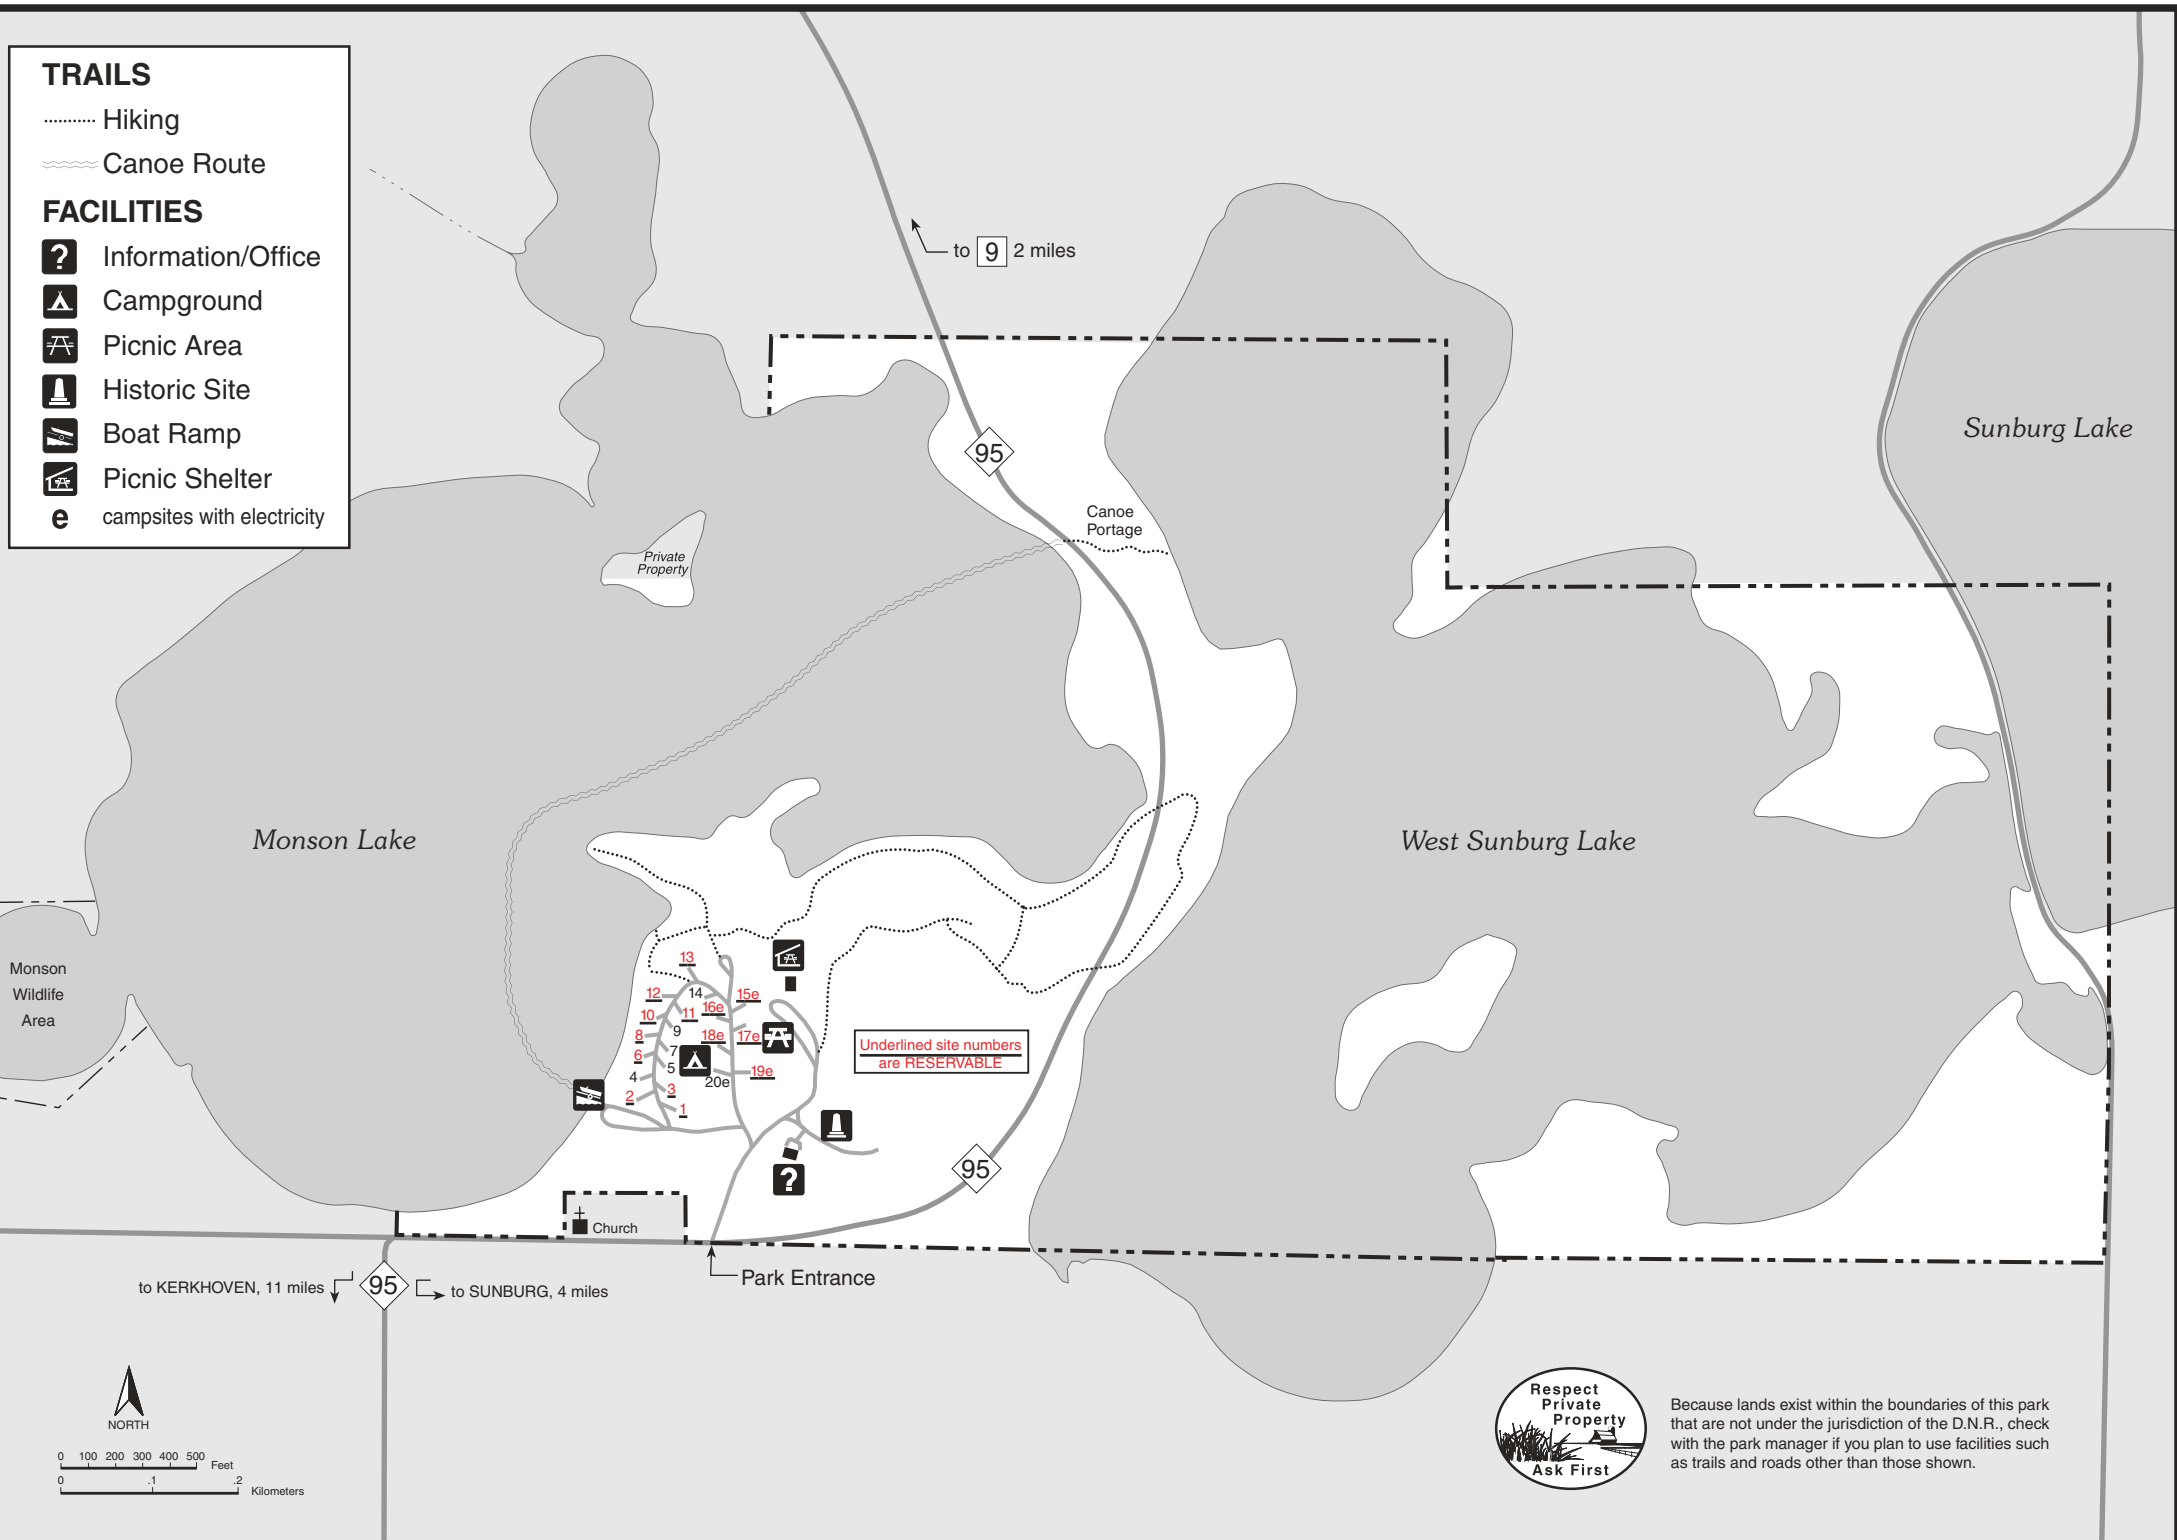 TRAILS
Hiking
Canoe Route
FACILITIES
? Information/Office
Campground
Picnic Area
Historic Site
Boat Ramp
Picnic Shelter
e campsites with electricity
to 9 2 miles
95
Canoe
Portage
Private
Property
Sunburg Lake
Monson Lake
West Sunburg Lake
Monson
Wildlife
Area
13
12
14
15e
10
11
16e
9
8
18e
17e
7
6
5
4
20e
19e
3
2
1
Underlined site numbers
are RESERVABLE
?
95
Church
Park Entrance
to KERKHOVEN, 11 miles
95
to SUNBURG, 4 miles
NORTH
0 100 200 300 400 500
Feet
0 .1 .2
Kilometers
Respect
Private
Property
Ask First
Because lands exist within the boundaries of this park
that are not under the jurisdiction of the D.N.R., check
with the park manager if you plan to use facilities such
as trails and roads other than those shown.